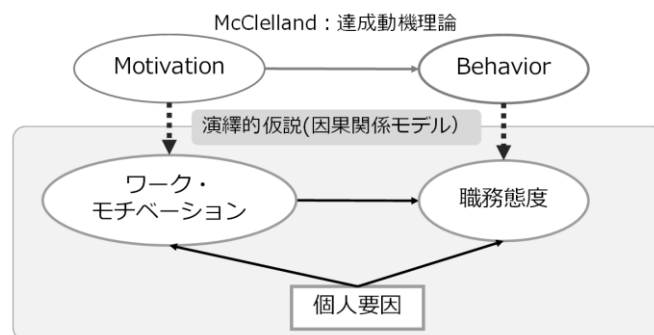 McClelland：達成動機理論
Motivation
Behavior
演繹的仮説(因果関係モデル）
ワーク・
モチベーション
職務態度
個人要因